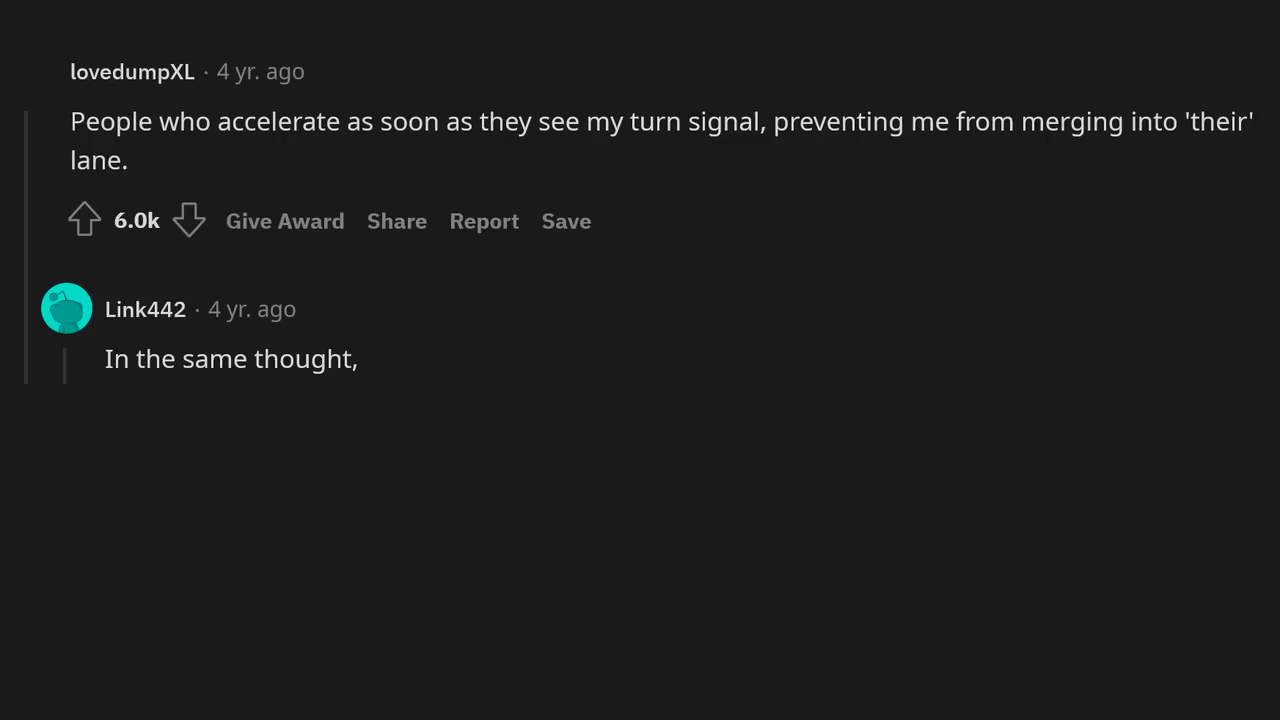 lovedumpXL · 4 yr. ago
People who accelerate as soon as they see my turn signal, preventing me from merging into 'their'
lane.
6.0k Give Award Share Report Save
Link442 · 4 yr. ago
In the same thought,